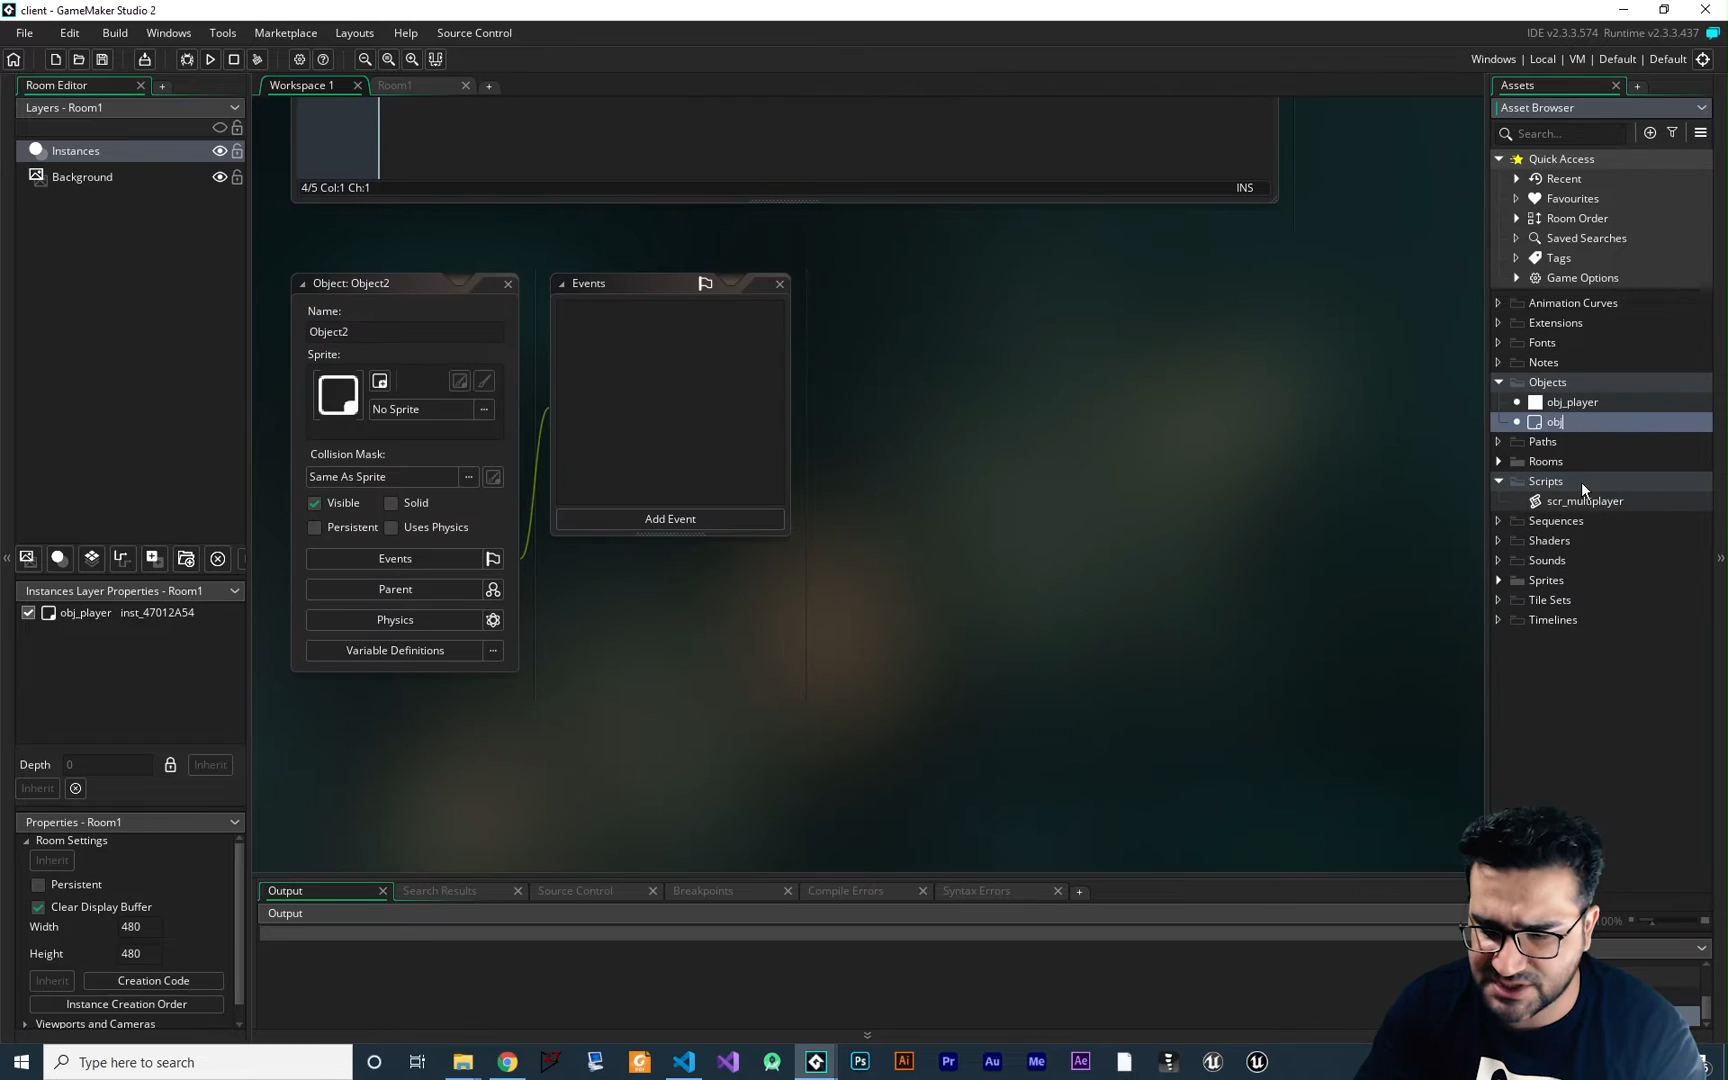 client - GameMaker Studio 2
File Edit Build Windows Tools Marketplace Layouts Help Source Control
IDE v2.3.3.574 Runtime v2.3.3.437
Windows | Local | VM | Default | Default
Room Editor
Layers - Room1
Instances
Background
Instances Layer Properties - Room1
obj_player inst_47012A54
Depth 0 Inherit
Inherit
Properties - Room1
Room Settings
Inherit
Persistent
Clear Display Buffer
Width 480
Height 480
Inherit Creation Code
Instance Creation Order
Viewports and Cameras
Workspace 1 Room1
4/5 Col:1 Ch:1 INS
Object: Object2
Name:
Object2
Sprite:
No Sprite
Collision Mask:
Same As Sprite
Visible Solid
Persistent Uses Physics
Events
Parent
Physics
Variable Definitions
Events
Add Event
Output Search Results Source Control Breakpoints Compile Errors Syntax Errors
Output
Assets
Asset Browser
Search...
Quick Access
Recent
Favourites
Room Order
Saved Searches
Tags
Game Options
Animation Curves
Extensions
Fonts
Notes
Objects
obj_player
obj
Paths
Rooms
Scripts
scr_multiplayer
Sequences
Shaders
Sounds
Sprites
Tile Sets
Timelines
Type here to search
Ps Ai Pr Au Me Ae